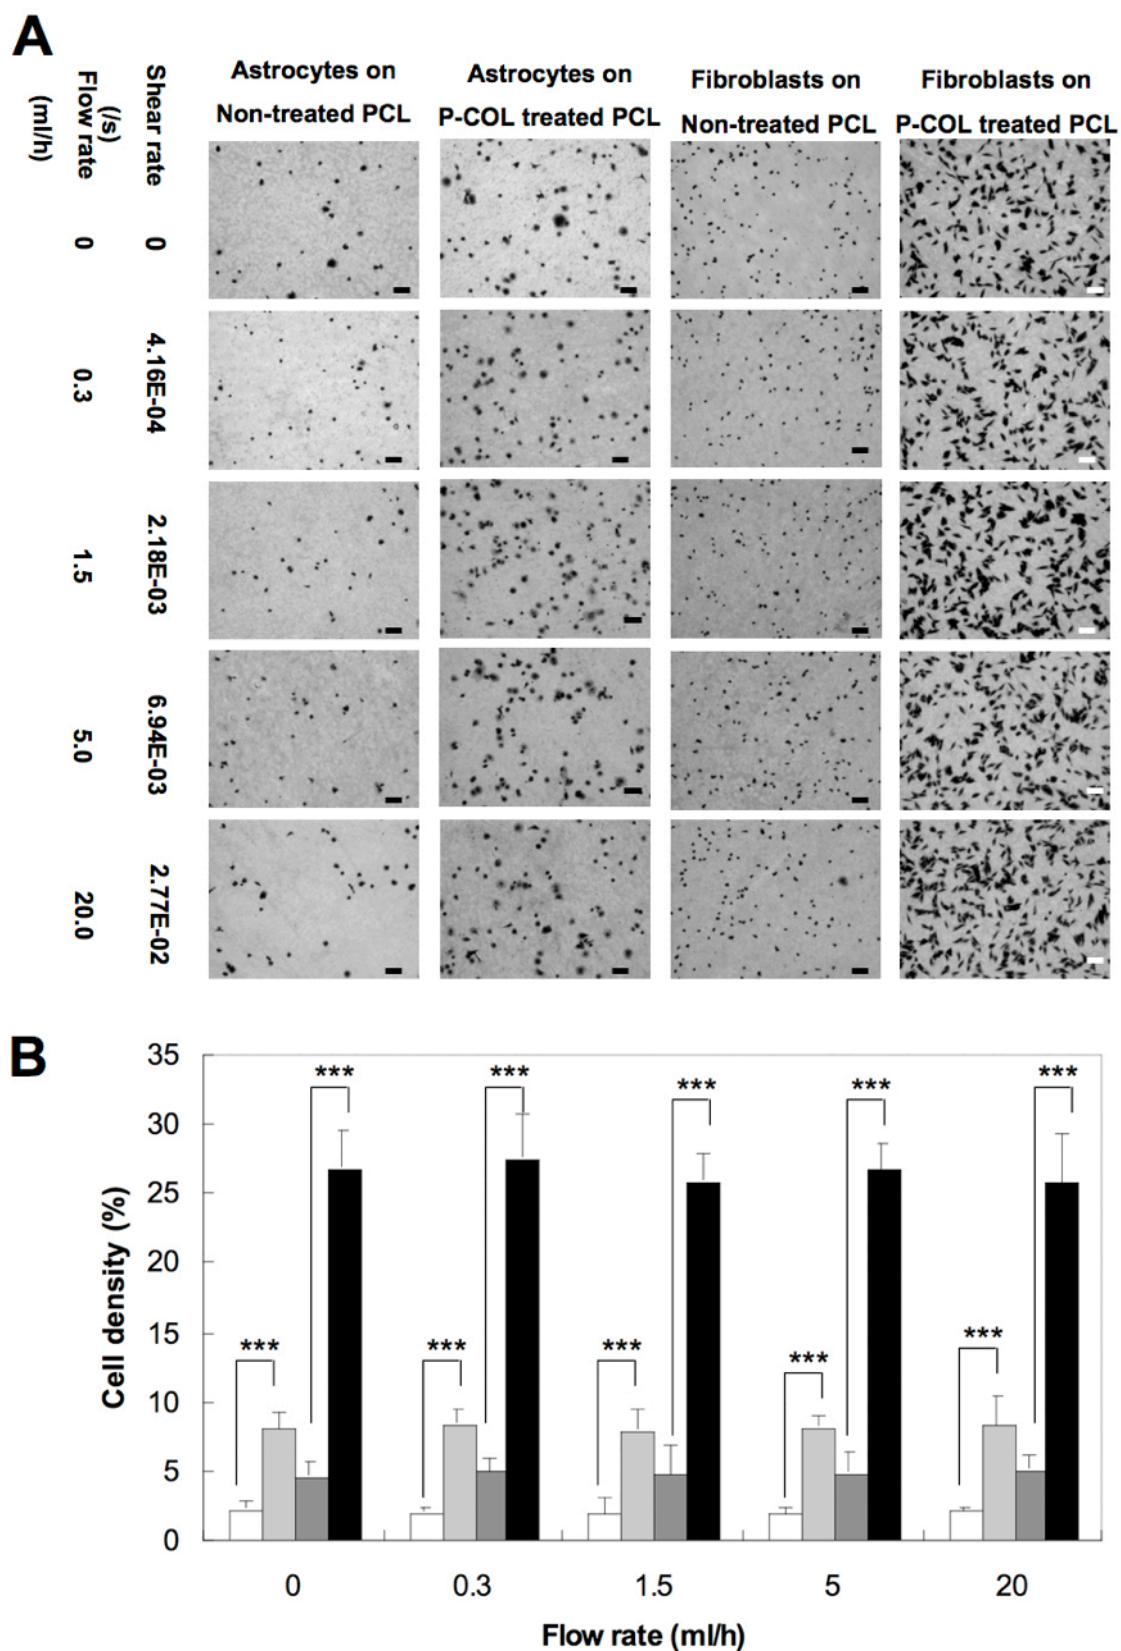 A
Astrocytes on
Non-treated PCL
Astrocytes on
P-COL treated PCL
Fibroblasts on
Non-treated PCL
Fibroblasts on
P-COL treated PCL
Shear rate 0 4.16E-04 2.18E-03 6.94E-03 2.77E-02
(/s)
Flow rate 0 0.3 1.5 5.0 20.0
(ml/h)
B
35
30
25
20
15
10
5
0
Cell density (%)
*** *** *** *** ***
*** *** *** *** ***
0 0.3 1.5 5 20
Flow rate (ml/h)